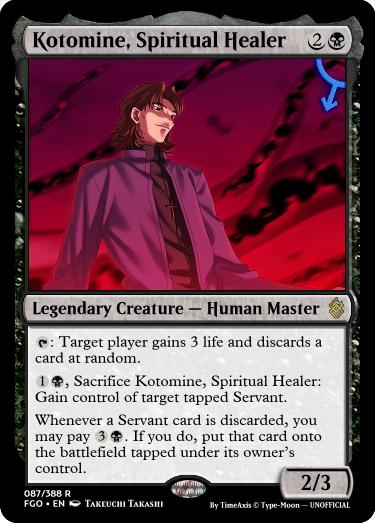 Kotomine, Spiritual Healer 2
: Target player gains 3 life and discards a
card at random.
1 , Sacrifice Kotomine, Spiritual Healer:
Gain control of target tapped Servant.
Whenever a Servant card is discarded, you
may pay 3 . If you do, put that card onto
the battlefield tapped under its owner's
control.
Legendary Creature — Human Master
2/3
087/388 R
FGO • EN TAKEUCHI TAKASHI
By TimeAxis © Type-Moon — UNOFFICIAL